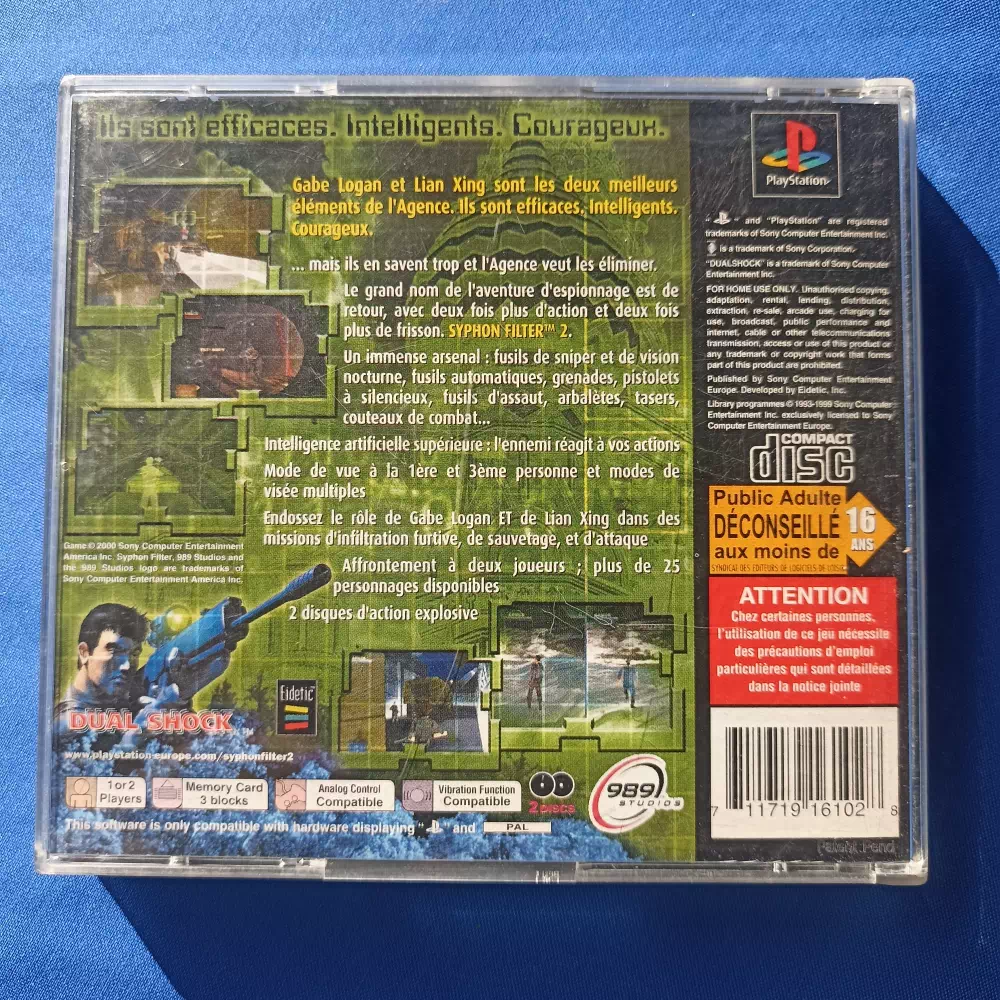 Ils sont efficaces. Intelligents. Courageux.
Gabe Logan et Lian Xing sont les deux meilleurs
éléments de l'Agence. Ils sont efficaces. Intelligents.
Courageux.
... mais ils en savent trop et l'Agence veut les éliminer.
Le grand nom de l'aventure d'espionnage est de
retour, avec deux fois plus d'action et deux fois
plus de frisson. SYPHON FILTER™ 2.
Un immense arsenal : fusils de sniper et de vision
nocturne, fusils automatiques, grenades, pistolets
à silencieux, fusils d'assaut, arbalètes, tasers,
couteaux de combat...
Intelligence artificielle supérieure : l'ennemi réagit à vos actions
Mode de vue à la 1ère et 3ème personne et modes de
visée multiples
Endossez le rôle de Gabe Logan ET de Lian Xing dans des
missions d'infiltration furtive, de sauvetage, et d'attaque
Affrontement à deux joueurs ; plus de 25
personnages disponibles
2 disques d'action explosive
Game © 2000 Sony Computer Entertainment
America Inc. Syphon Filter, 989 Studios and
the 989 Studios logo are trademarks of
Sony Computer Entertainment America Inc.
DUAL SHOCK™
Eidetic™
www.playstation-europe.com/syphonfilter2
1 or 2
Players
Memory Card
3 blocks
Analog Control
Compatible
Vibration Function
Compatible
2 DISCS
989
STUDIOS
This software is only compatible with hardware displaying " " and PAL
PlayStation
" " and "PlayStation" are registered
trademarks of Sony Computer Entertainment Inc.
is a trademark of Sony Corporation.
"DUALSHOCK" is a trademark of Sony Computer
Entertainment Inc.
FOR HOME USE ONLY. Unauthorised copying,
adaptation, rental, lending, distribution,
extraction, re-sale, arcade use, charging for
use, broadcast, public performance and
internet, cable or other telecommunications
transmission, access or use of this product or
any trademark or copyright work that forms
part of this product are prohibited.
Published by Sony Computer Entertainment
Europe. Developed by Eidetic, Inc.
Library programmes © 1993-1999 Sony Computer
Entertainment Inc. exclusively licensed to Sony
Computer Entertainment Europe.
COMPACT
disc
Public Adulte
DÉCONSEILLÉ
aux moins de
16
ANS
SYNDICAT DES EDITEURS DE LOGICIELS DE LOISIRS
ATTENTION
Chez certaines personnes,
l'utilisation de ce jeu nécessite
des précautions d'emploi
particulières qui sont détaillées
dans la notice jointe
7 11719 16102 8
Patent Pend